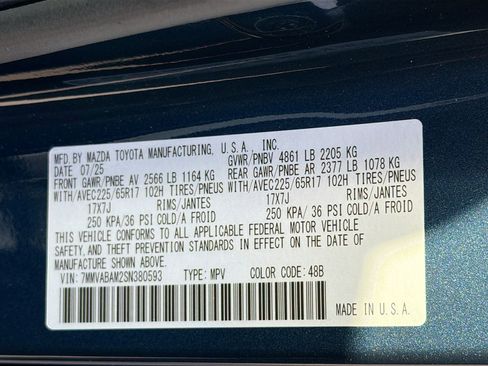 MFD. BY MAZDA TOYOTA MANUFACTURING, U.S.A., INC.
DATE 07/25 GVWR/PNBV 4861 LB 2205 KG
FRONT GAWR/PNBE AV 2566 LB 1164 KG REAR GAWR/PNBE AR 2377 LB 1078 KG
WITH/AVEC225/65R17 102H TIRES/PNEUS WITH/AVEC225/65R17 102H TIRES/PNEUS
17X7J RIMS/JANTES 17X7J RIMS/JANTES
250 KPA/36 PSI COLD/A FROID 250 KPA/36 PSI COLD/A FROID
THIS VEHICLE CONFORMS TO ALL APPLICABLE FEDERAL MOTOR VEHICLE
SAFETY, AND THEFT PREVENTION STANDARDS IN EFFECT ON THE DATE OF
MANUFACTURE SHOWN ABOVE.
VIN: 7MMVABAM2SN380593 TYPE: MPV COLOR CODE: 48B
MADE IN U.S.A.